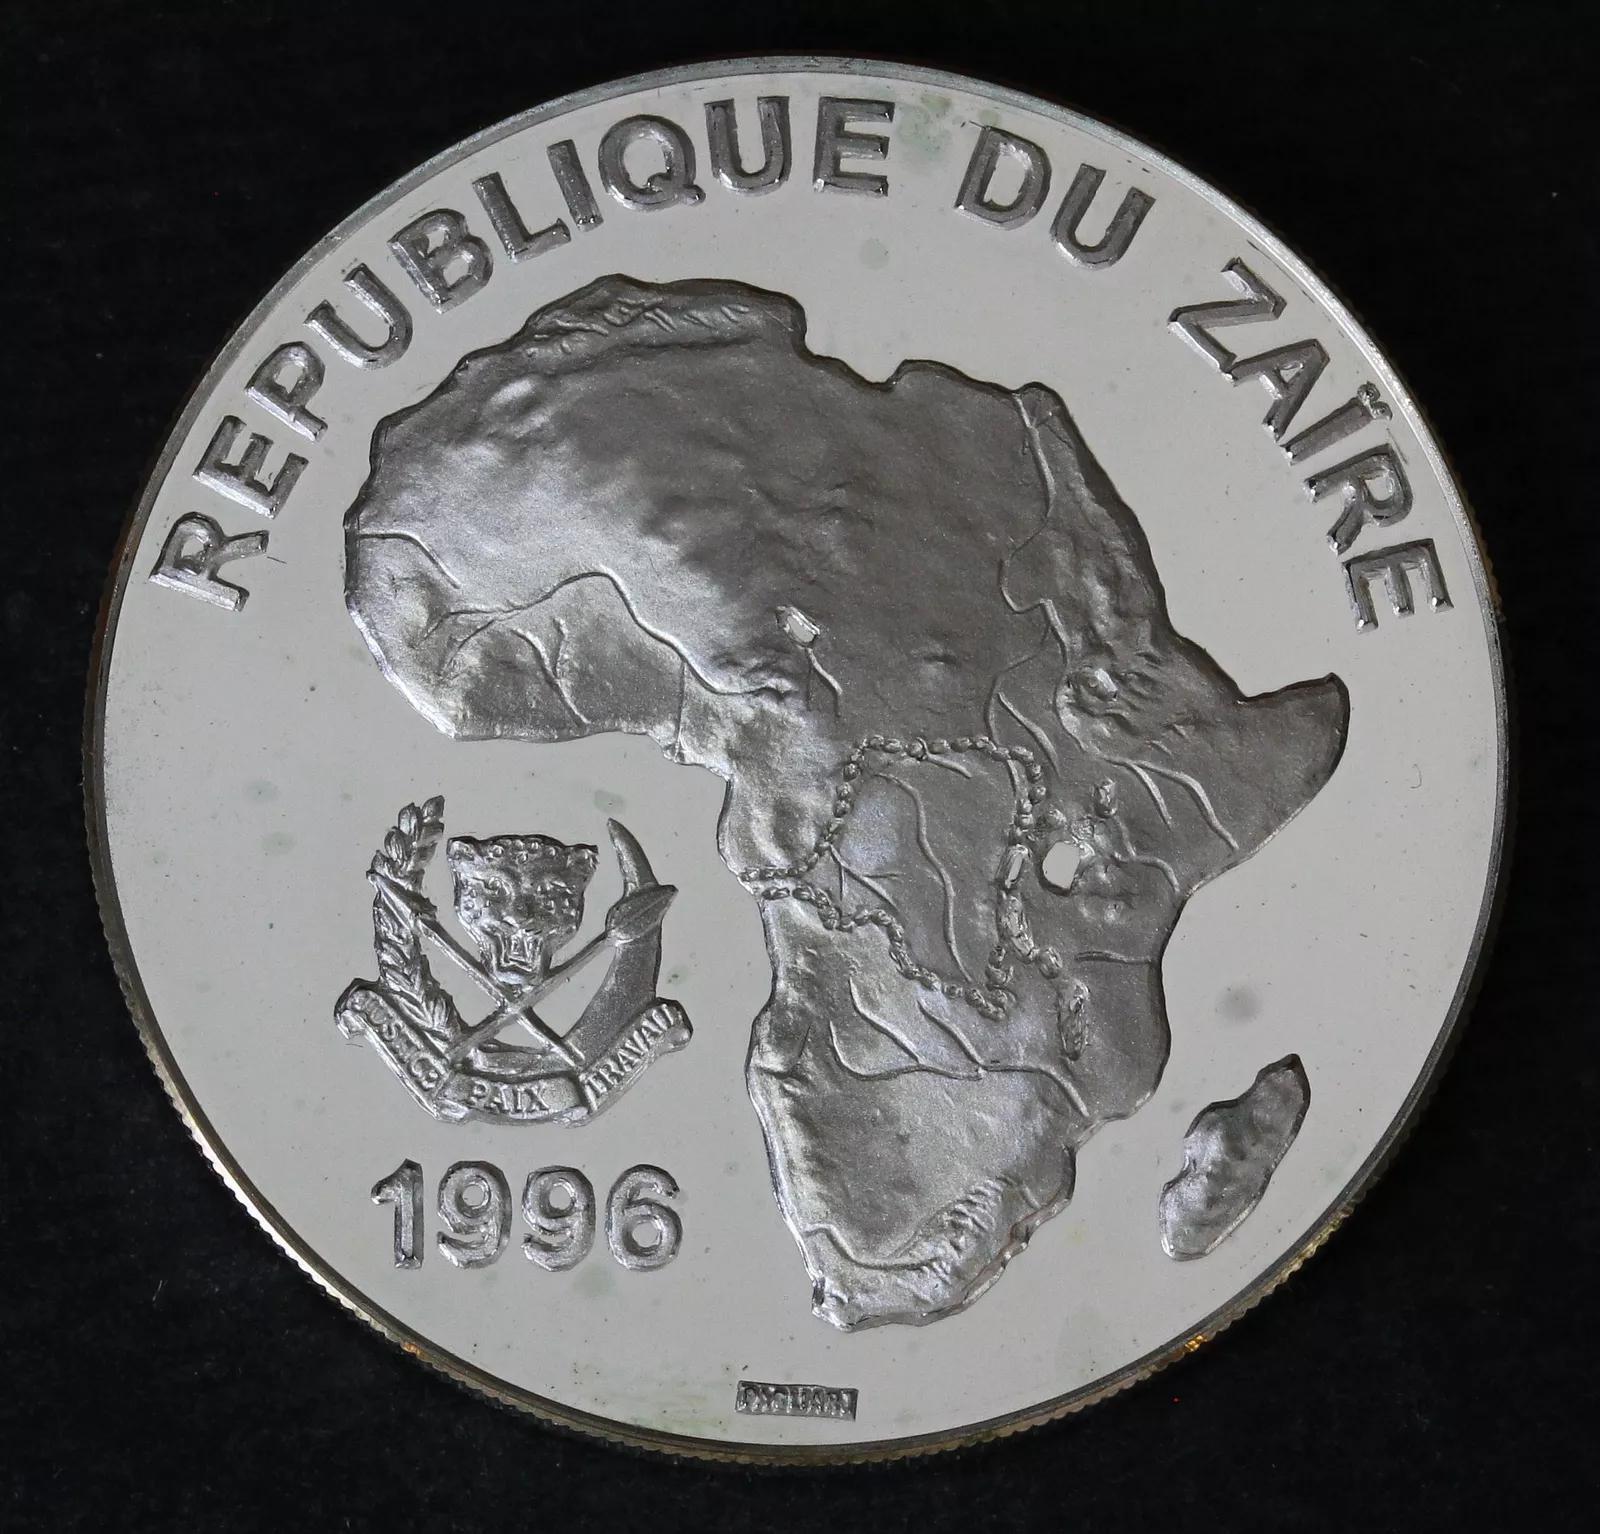 REPUBLIQUE DU ZAÏRE
JUSTICE PAIX TRAVAIL
1996